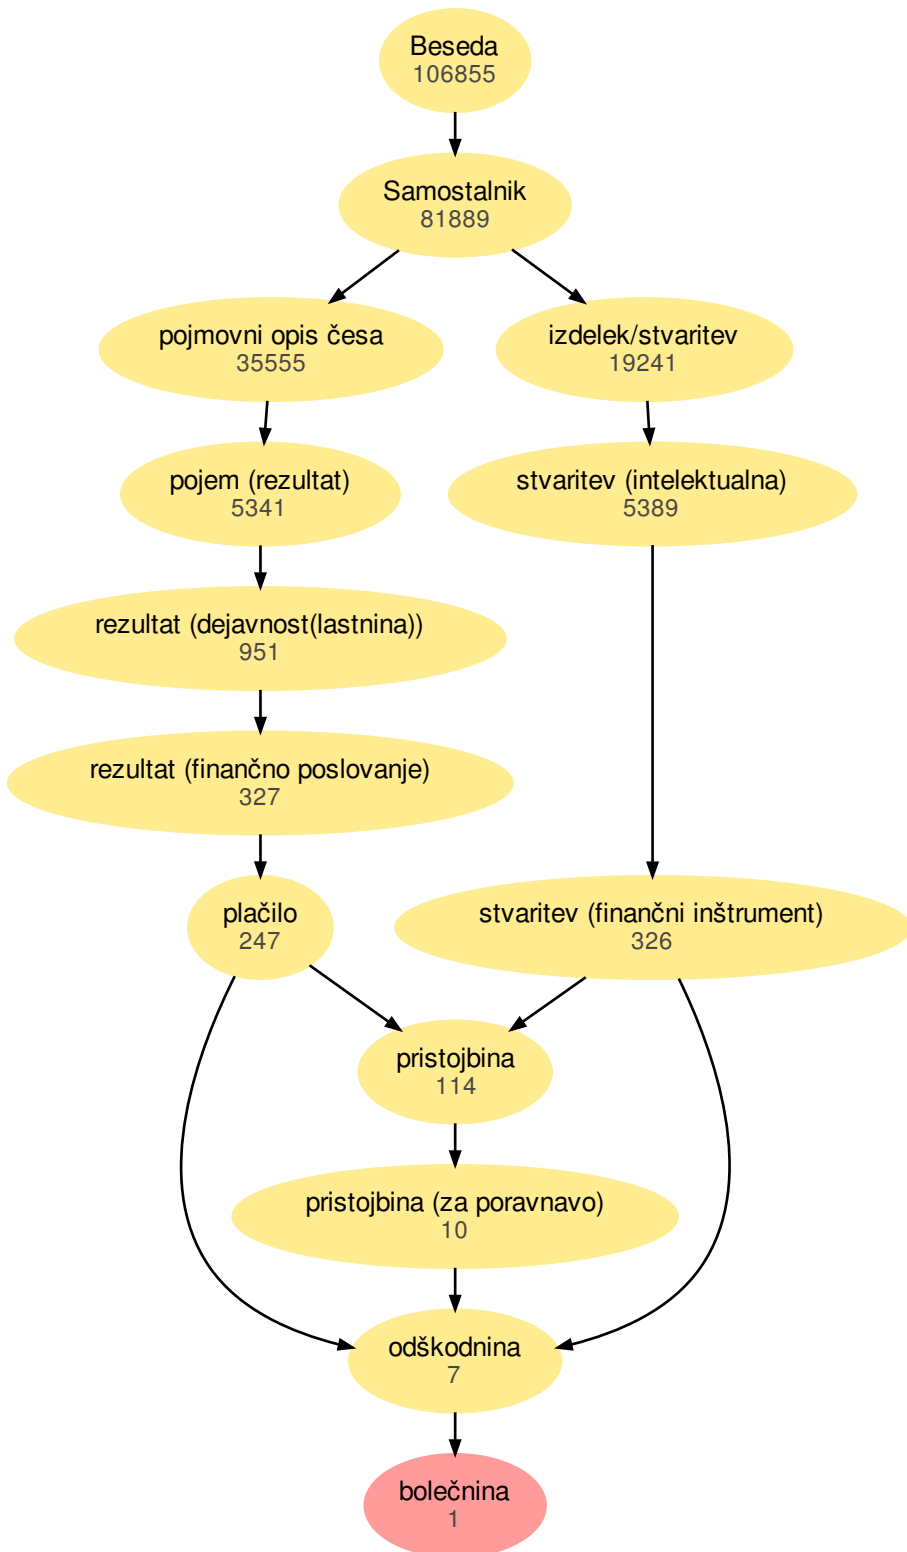 Beseda
106855
Samostalnik
81889
pojmovni opis česa
35555
izdelek/stvaritev
19241
pojem (rezultat)
5341
stvaritev (intelektualna)
5389
rezultat (dejavnost(lastnina))
951
rezultat (finančno poslovanje)
327
plačilo
247
stvaritev (finančni inštrument)
326
pristojbina
114
pristojbina (za poravnavo)
10
odškodnina
7
bolečnina
1